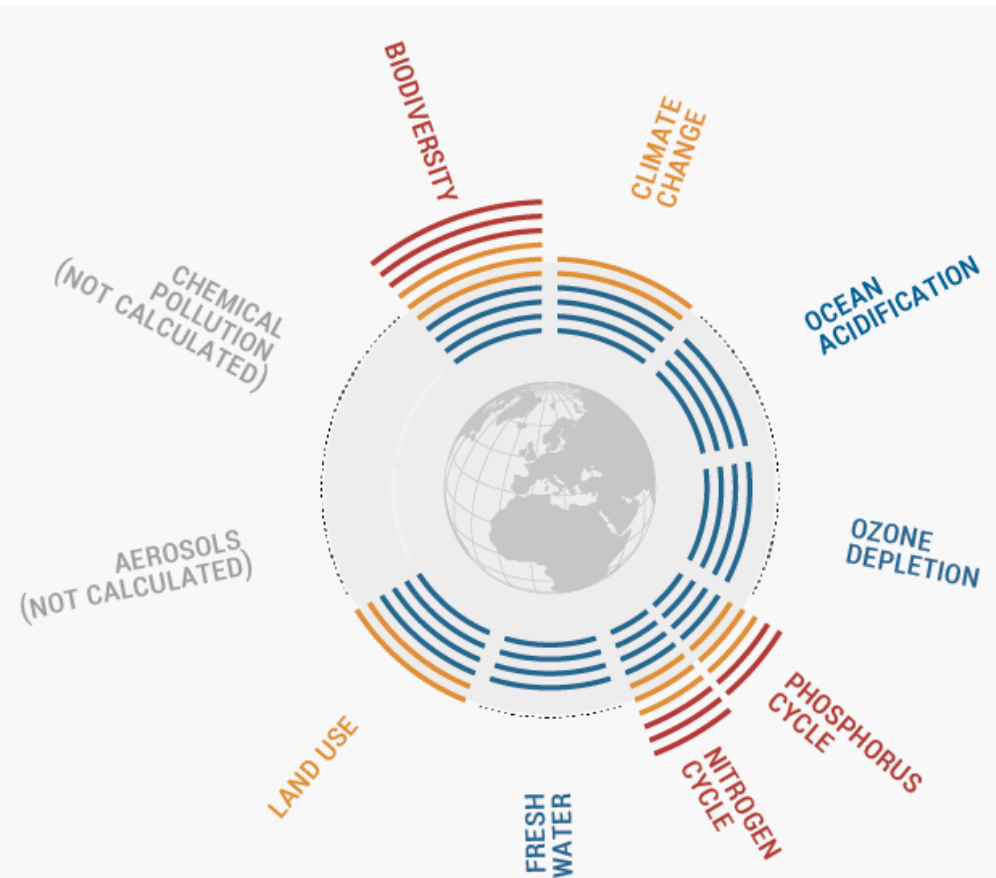 BIODIVERSITY
CLIMATE
CHANGE
OCEAN
ACIDIFICATION
OZONE
DEPLETION
PHOSPHORUS
CYCLE
NITROGEN
CYCLE
FRESH
WATER
LAND USE
AEROSOLS
(NOT CALCULATED)
CHEMICAL
POLLUTION
(NOT CALCULATED)